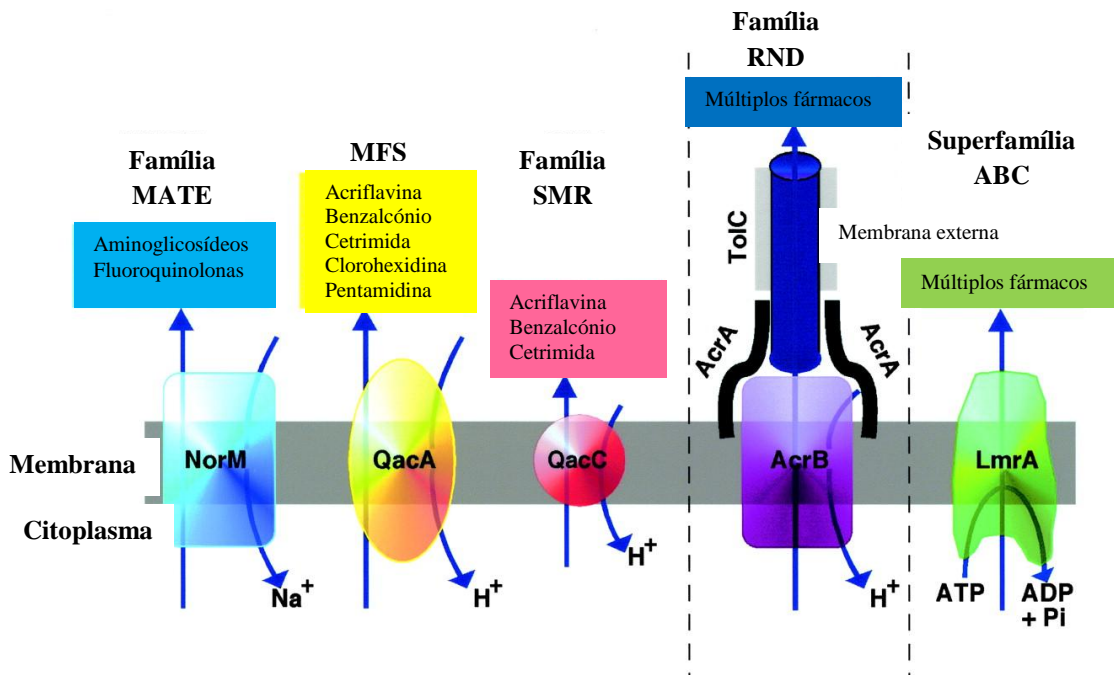 Família
RND
Múltiplos fármacos
Família
MATE
Aminoglicosídeos
Fluoroquinolonas
MFS
Acriflavina
Benzalcónio
Cetrimida
Clorohexidina
Pentamidina
Família
SMR
Acriflavina
Benzalcónio
Cetrimida
Superfamília
ABC
Múltiplos fármacos
TolC
Membrana externa
AcrA
AcrA
Membrana
Citoplasma
NorM
QacA
QacC
AcrB
LmrA
Na+
H+
H+
H+
ATP
ADP
+ Pi